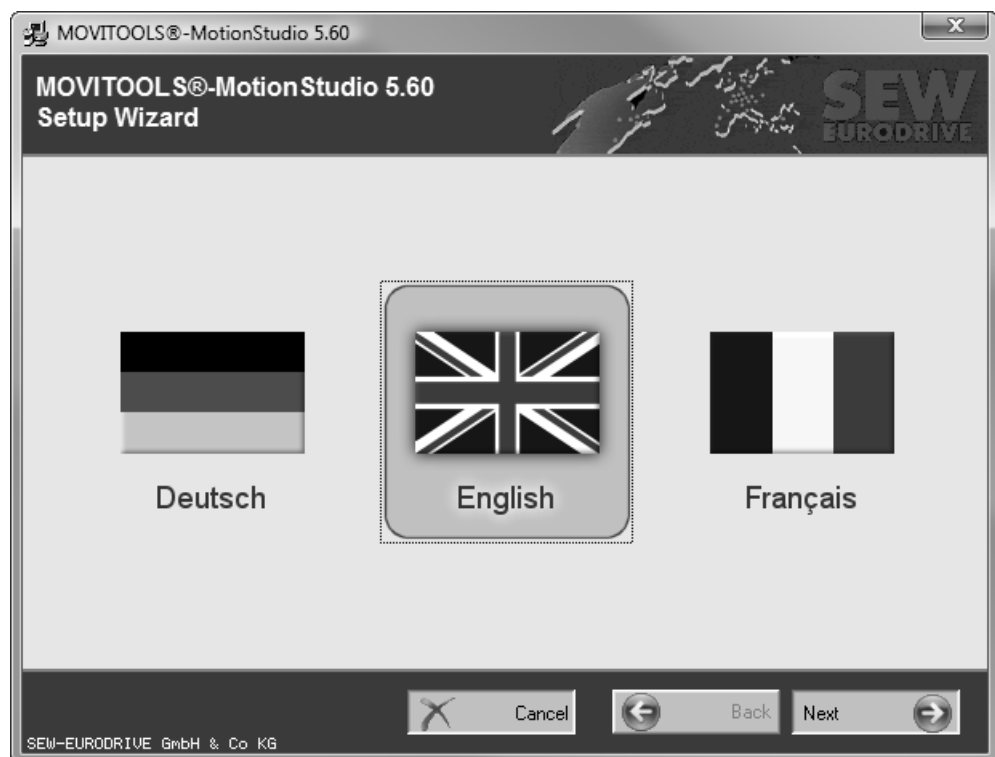 MOVITOOLS®-MotionStudio 5.60
MOVITOOLS®-MotionStudio 5.60
Setup Wizard
SEW
EURODRIVE
Deutsch
English
Français
Cancel
Back
Next
SEW-EURODRIVE GmbH & Co KG